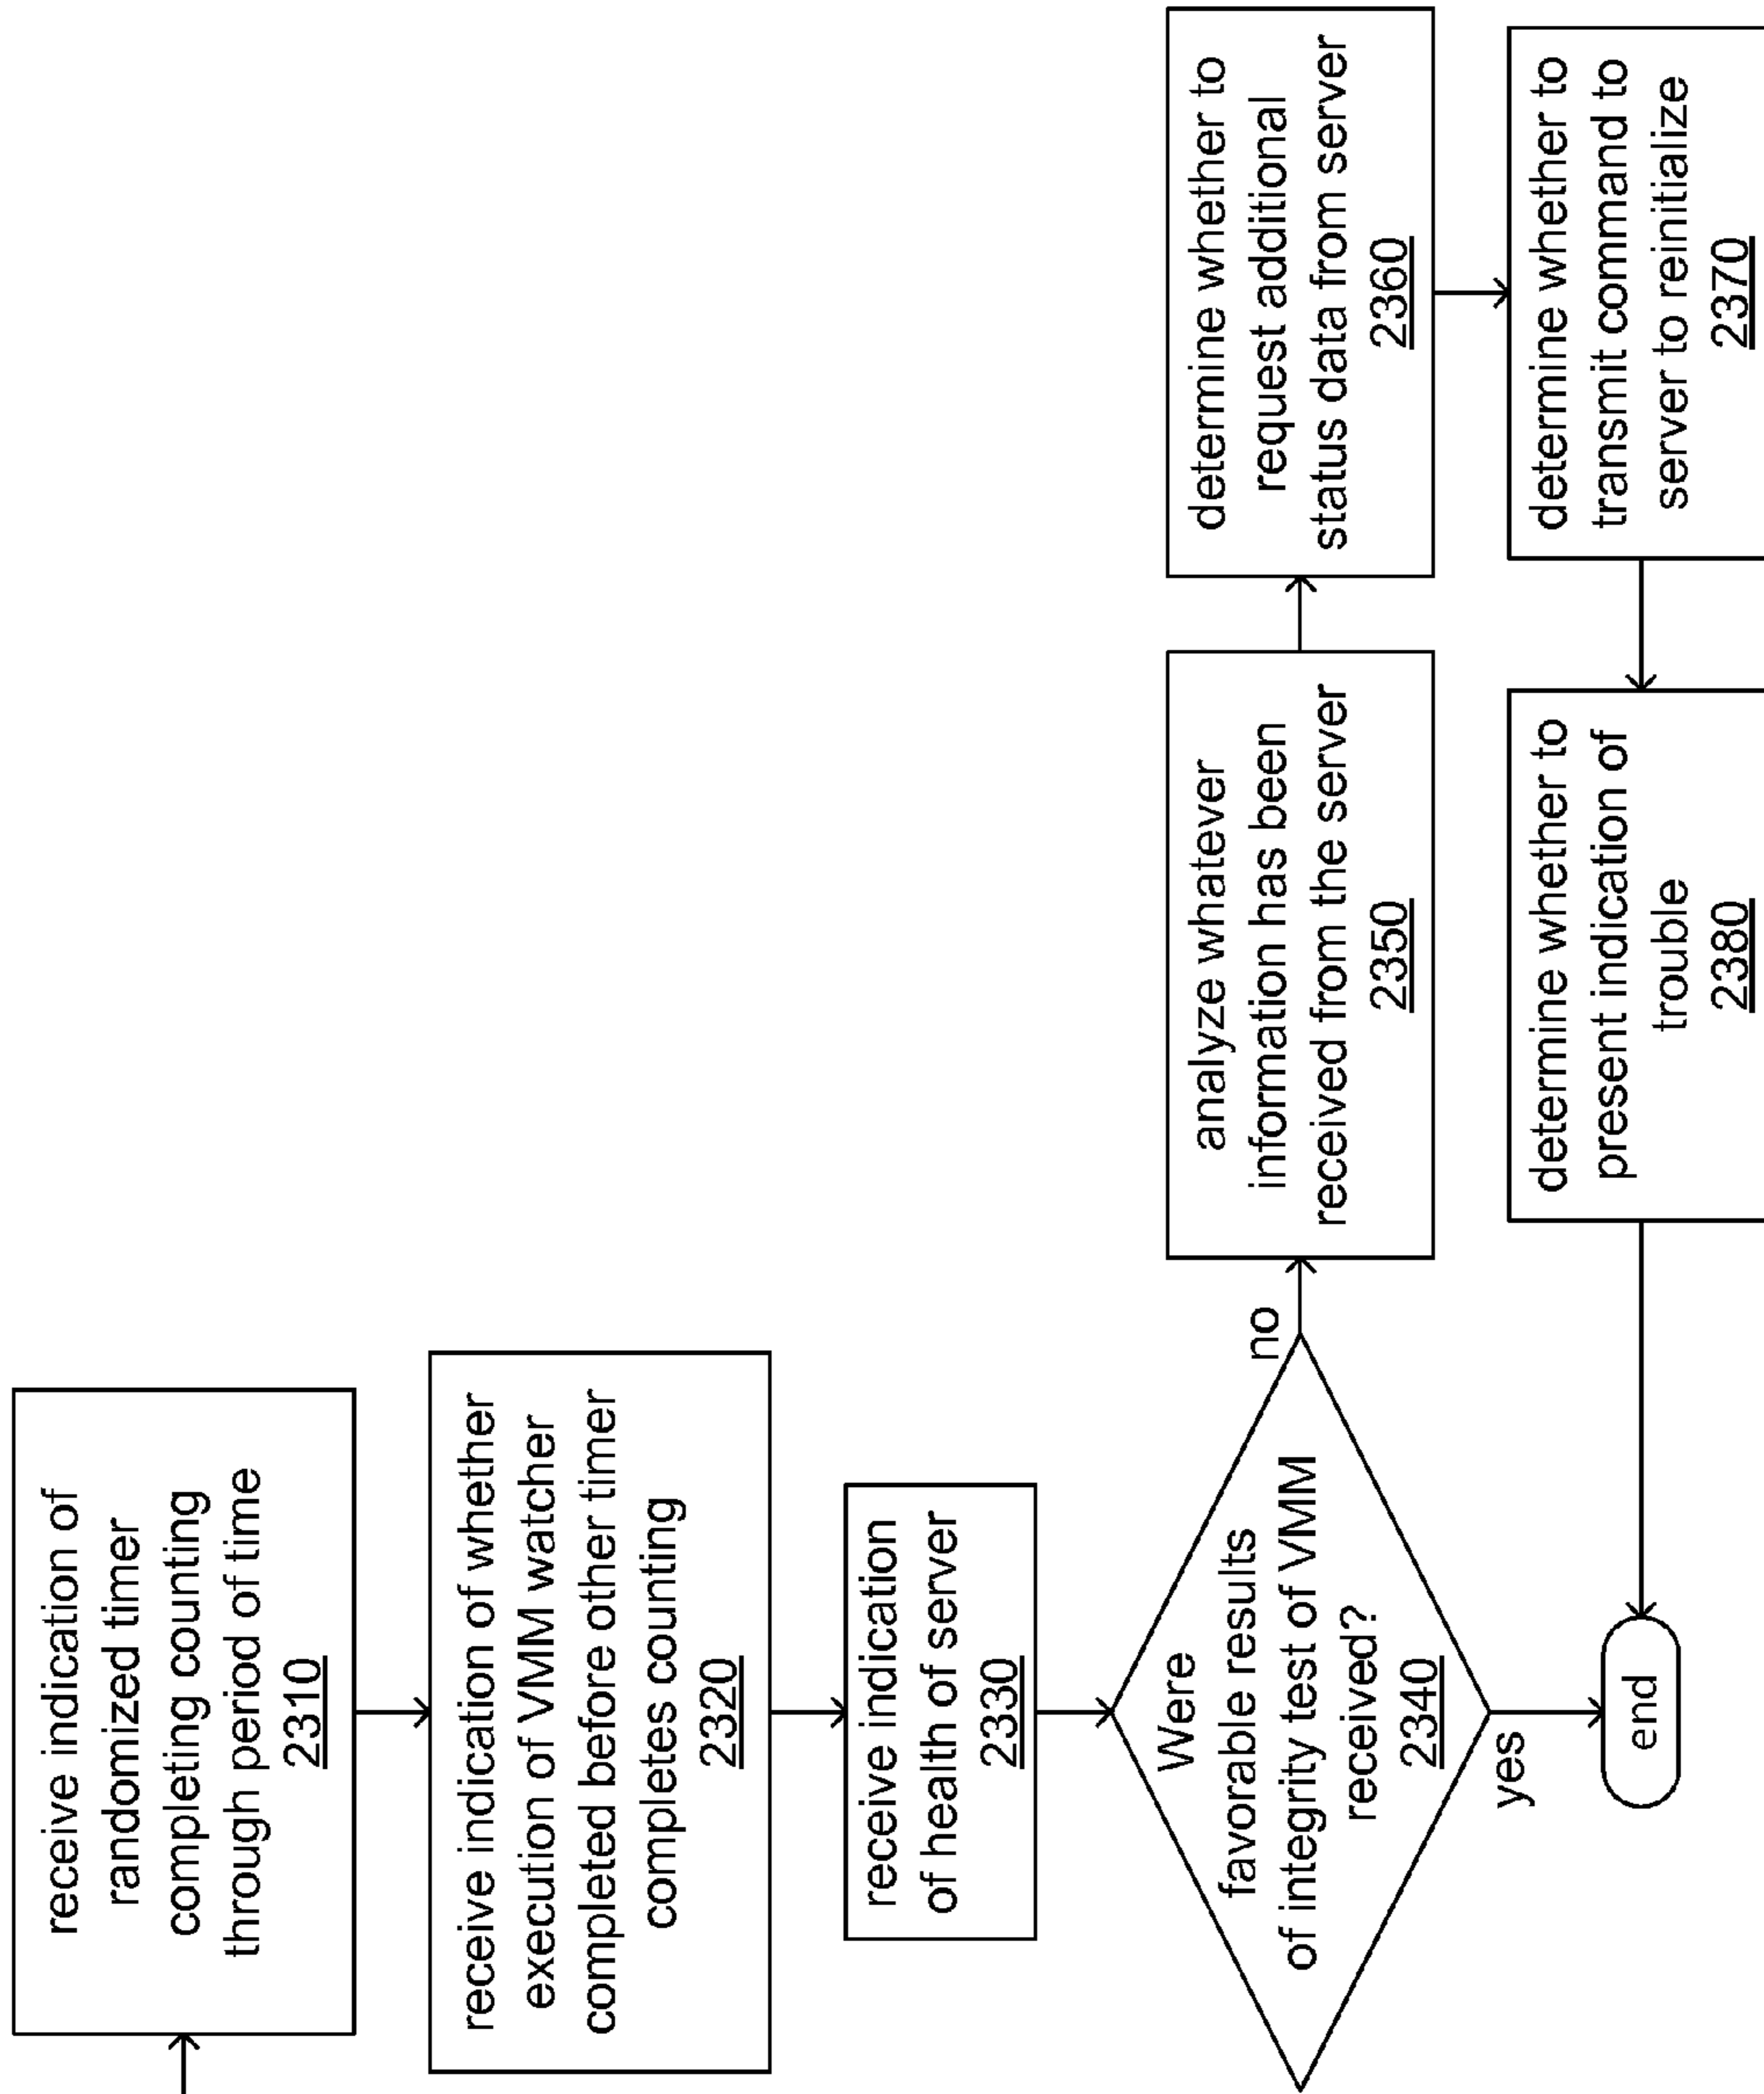 receive indication of
randomized timer
completing counting
through period of time
2310
receive indication of whether
execution of VMM watcher
completed before other timer
completes counting
2320
receive indication
of health of server
2330
Were
favorable results
of integrity test of VMM
received?
2340
no
yes
analyze whatever
information has been
received from the server
2350
determine whether to
request additional
status data from server
2360
determine whether to
transmit command to
server to reinitialize
2370
determine whether to
present indication of
trouble
2380
end